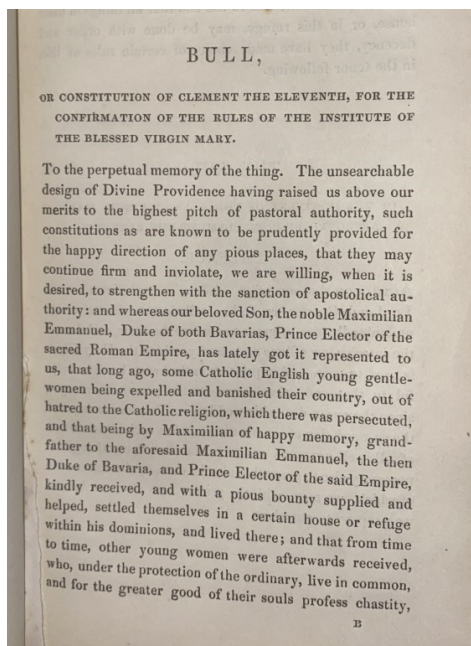 BULL,
OR CONSTITUTION OF CLEMENT THE ELEVENTH, FOR THE
CONFIRMATION OF THE RULES OF THE INSTITUTE OF
THE BLESSED VIRGIN MARY.
To the perpetual memory of the thing. The unsearchable
design of Divine Providence having raised us above our
merits to the highest pitch of pastoral authority, such
constitutions as are known to be prudently provided for
the happy direction of any pious places, that they may
continue firm and inviolate, we are willing, when it is
desired, to strengthen with the sanction of apostolical au-
thority: and whereas our beloved Son, the noble Maximilian
Emmanuel, Duke of both Bavarias, Prince Elector of the
sacred Roman Empire, has lately got it represented to
us, that long ago, some Catholic English young gentle-
women being expelled and banished their country, out of
hatred to the Catholic religion, which there was persecuted,
and that being by Maximilian of happy memory, grand-
father to the aforesaid Maximilian Emmanuel, the then
Duke of Bavaria, and Prince Elector of the said Empire,
kindly received, and with a pious bounty supplied and
helped, settled themselves in a certain house or refuge
within his dominions, and lived there; and that from time
to time, other young women were afterwards received,
who, under the protection of the ordinary, live in common,
and for the greater good of their souls profess chastity,
B